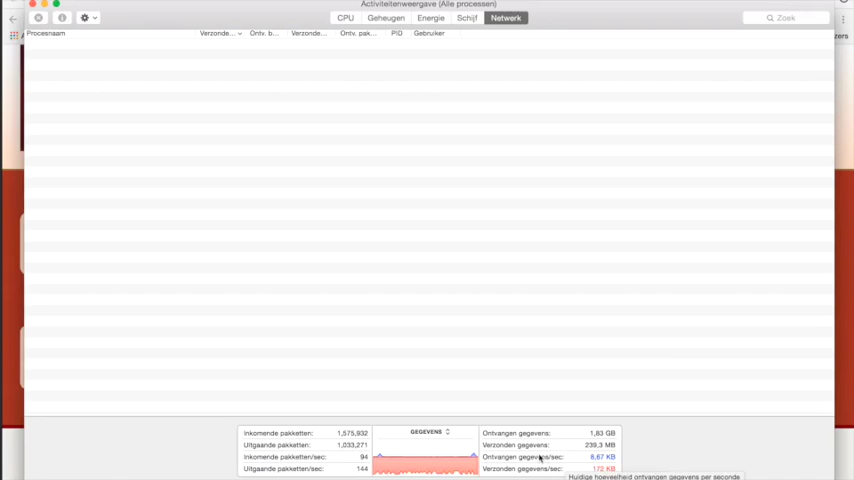 Activiteitenweergave (Alle processen)
CPU Geheugen Energie Schijf Netwerk Zoek
Procesnaam Verzonde... Ontv. b... Verzonde... Ontv. pak... PID Gebruiker
zers
Inkomende pakketten: 1,575,932
Uitgaande pakketten: 1,033,271
Inkomende pakketten/sec: 94
Uitgaande pakketten/sec: 144
GEGEVENS
Ontvangen gegevens: 1,83 GB
Verzonden gegevens: 239,3 MB
Ontvangen gegevens/sec: 6,67 KB
Verzonden gegevens/sec: 172 KB
Huidige hoeveelheid ontvangen gegevens per seconde